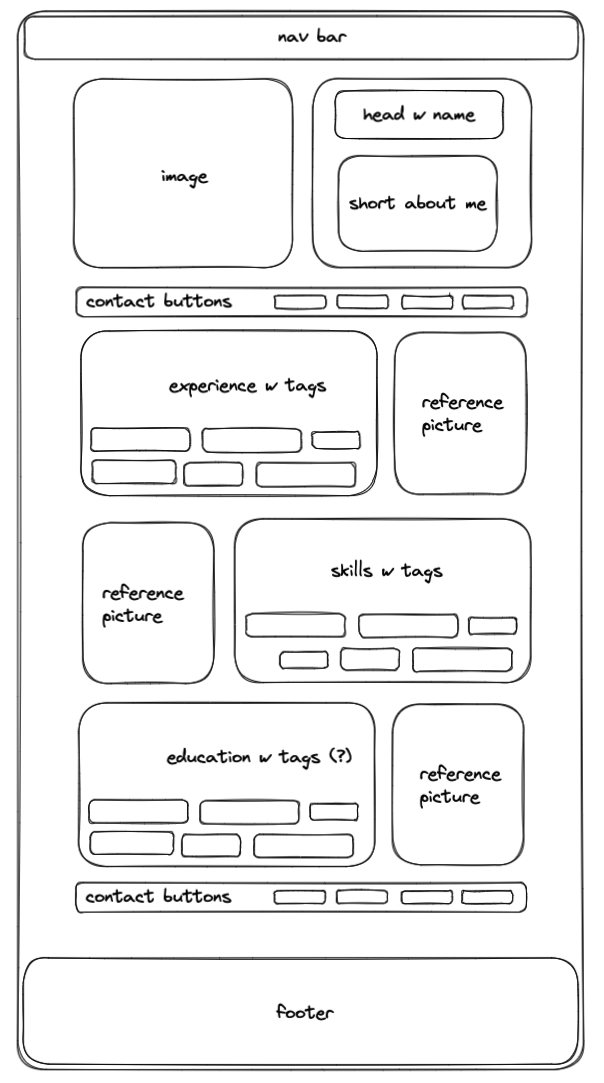 nav bar
image
head w name
short about me
contact buttons
experience w tags
reference
picture
reference
picture
skills w tags
education w tags (?)
reference
picture
contact buttons
footer